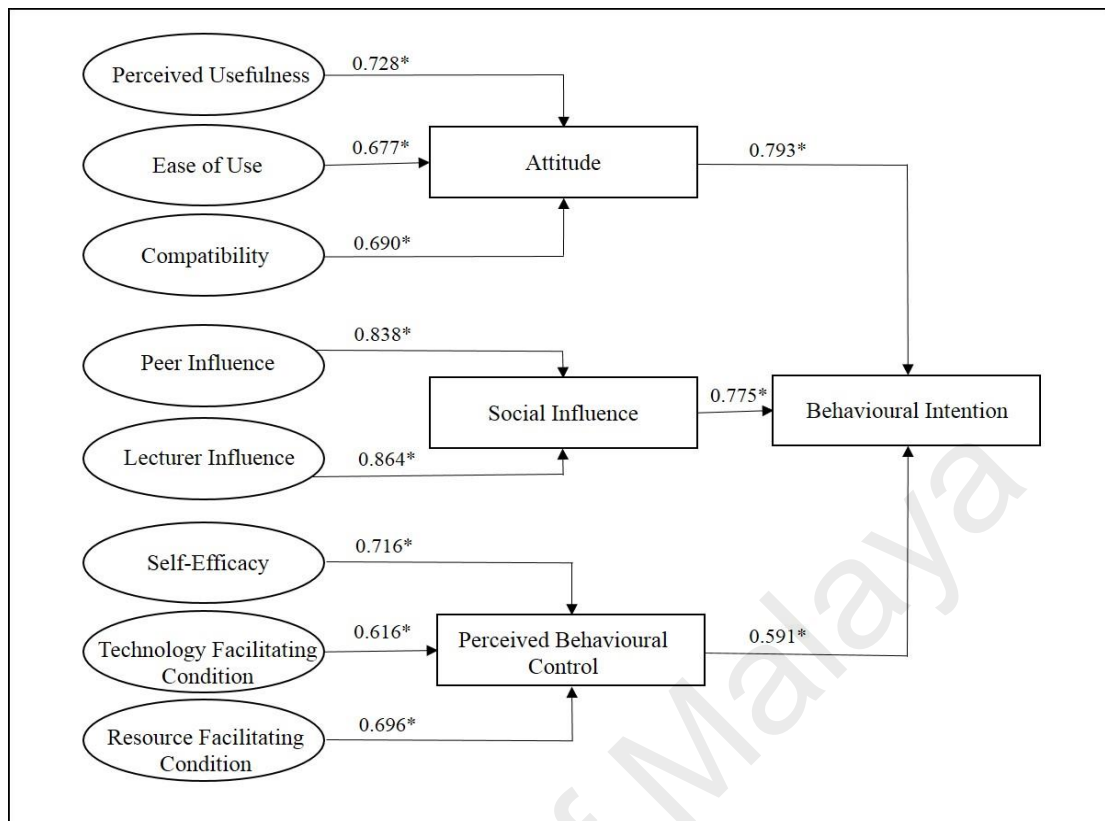 Perceived Usefulness
0.728*
Ease of Use
0.677*
Attitude
0.793*
Compatibility
0.690*
Peer Influence
0.838*
Social Influence
0.775*
Behavioural Intention
Lecturer Influence
0.864*
Self-Efficacy
0.716*
Technology Facilitating
Condition
0.616*
Perceived Behavioural
Control
0.591*
Resource Facilitating
Condition
0.696*
of Malaya